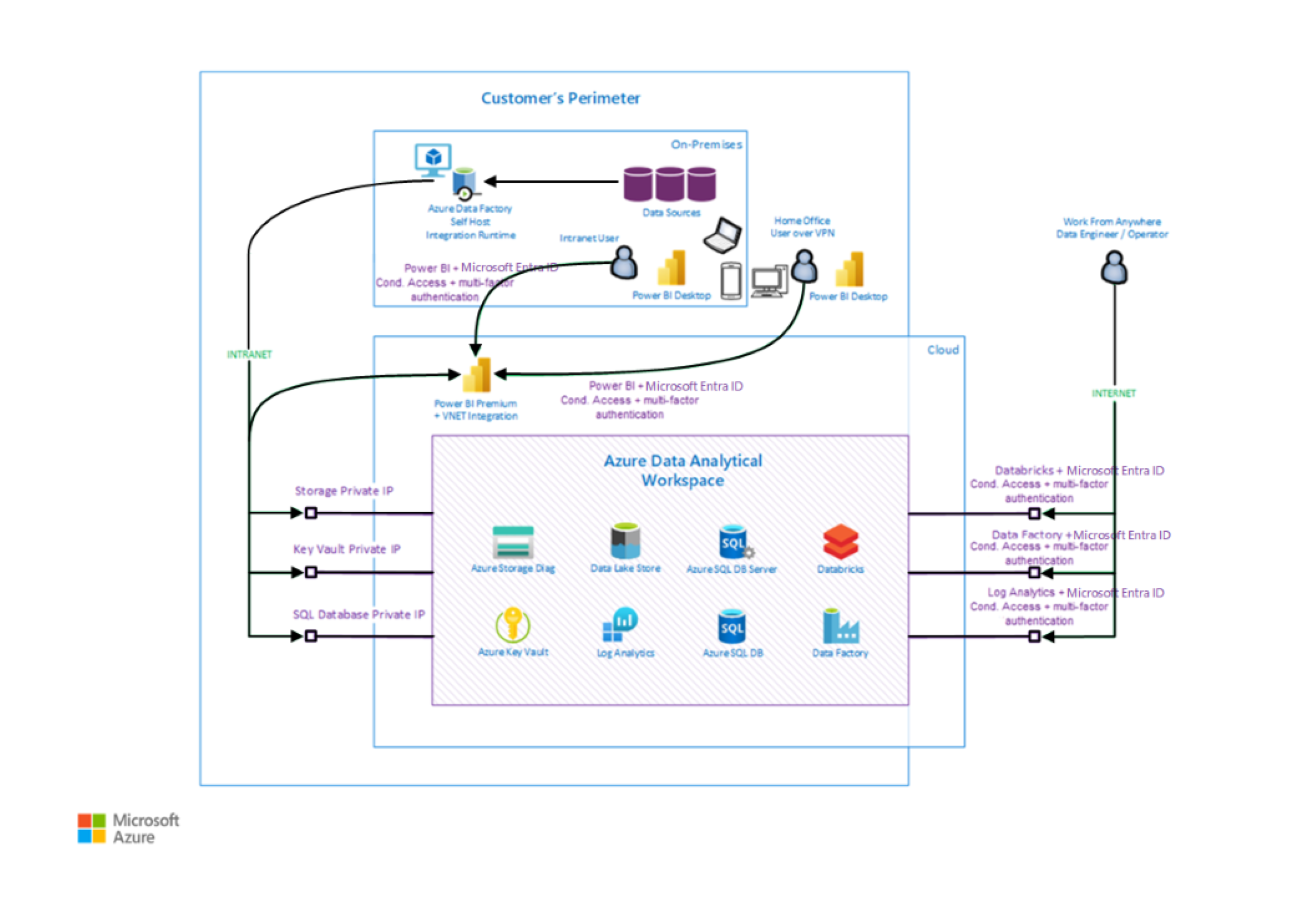 Customer's Perimeter
On-Premises
Azure Data Factory
Self Host
Integration Runtime
Data Sources
Home Office
User over VPN
Work From Anywhere
Data Engineer / Operator
Intranet User
Power BI + Microsoft Entra ID
Cond. Access + multi-factor
authentication
Power BI Desktop
Power BI Desktop
INTRANET
Cloud
Power BI Premium
+ VNET Integration
Power BI + Microsoft Entra ID
Cond. Access + multi-factor
authentication
INTERNET
Azure Data Analytical
Workspace
Storage Private IP
Key Vault Private IP
SQL Database Private IP
Databricks + Microsoft Entra ID
Cond. Access + multi-factor
authentication
Data Factory +Microsoft Entra ID
Cond. Access + multi-factor
authentication
Log Analytics + Microsoft Entra ID
Cond. Access + multi-factor
authentication
SQL
Azure Storage Diag
Data Lake Store
Azure SQL DB Server
Databricks
SQL
Azure Key Vault
Log Analytics
Azure SQL DB
Data Factory
Microsoft
Azure